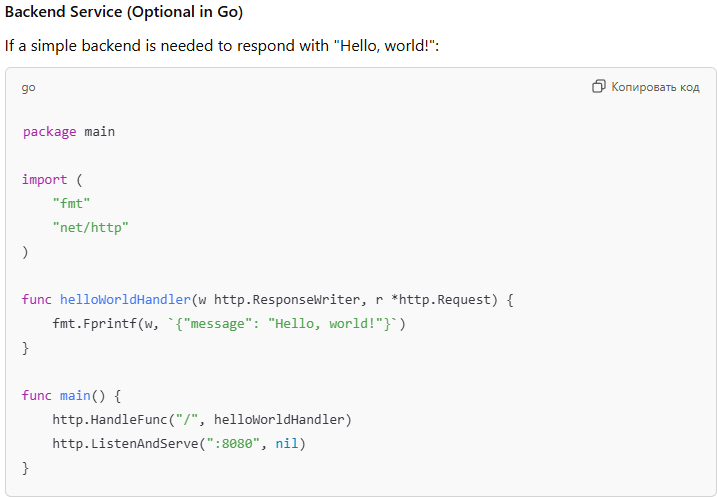 Backend Service (Optional in Go)
If a simple backend is needed to respond with "Hello, world!":
go
Копировать код
package main
import (
    "fmt"
    "net/http"
)
func helloWorldHandler(w http.ResponseWriter, r *http.Request) {
    fmt.Fprintf(w, `{"message": "Hello, world!"}`)
}
func main() {
    http.HandleFunc("/", helloWorldHandler)
    http.ListenAndServe(":8080", nil)
}